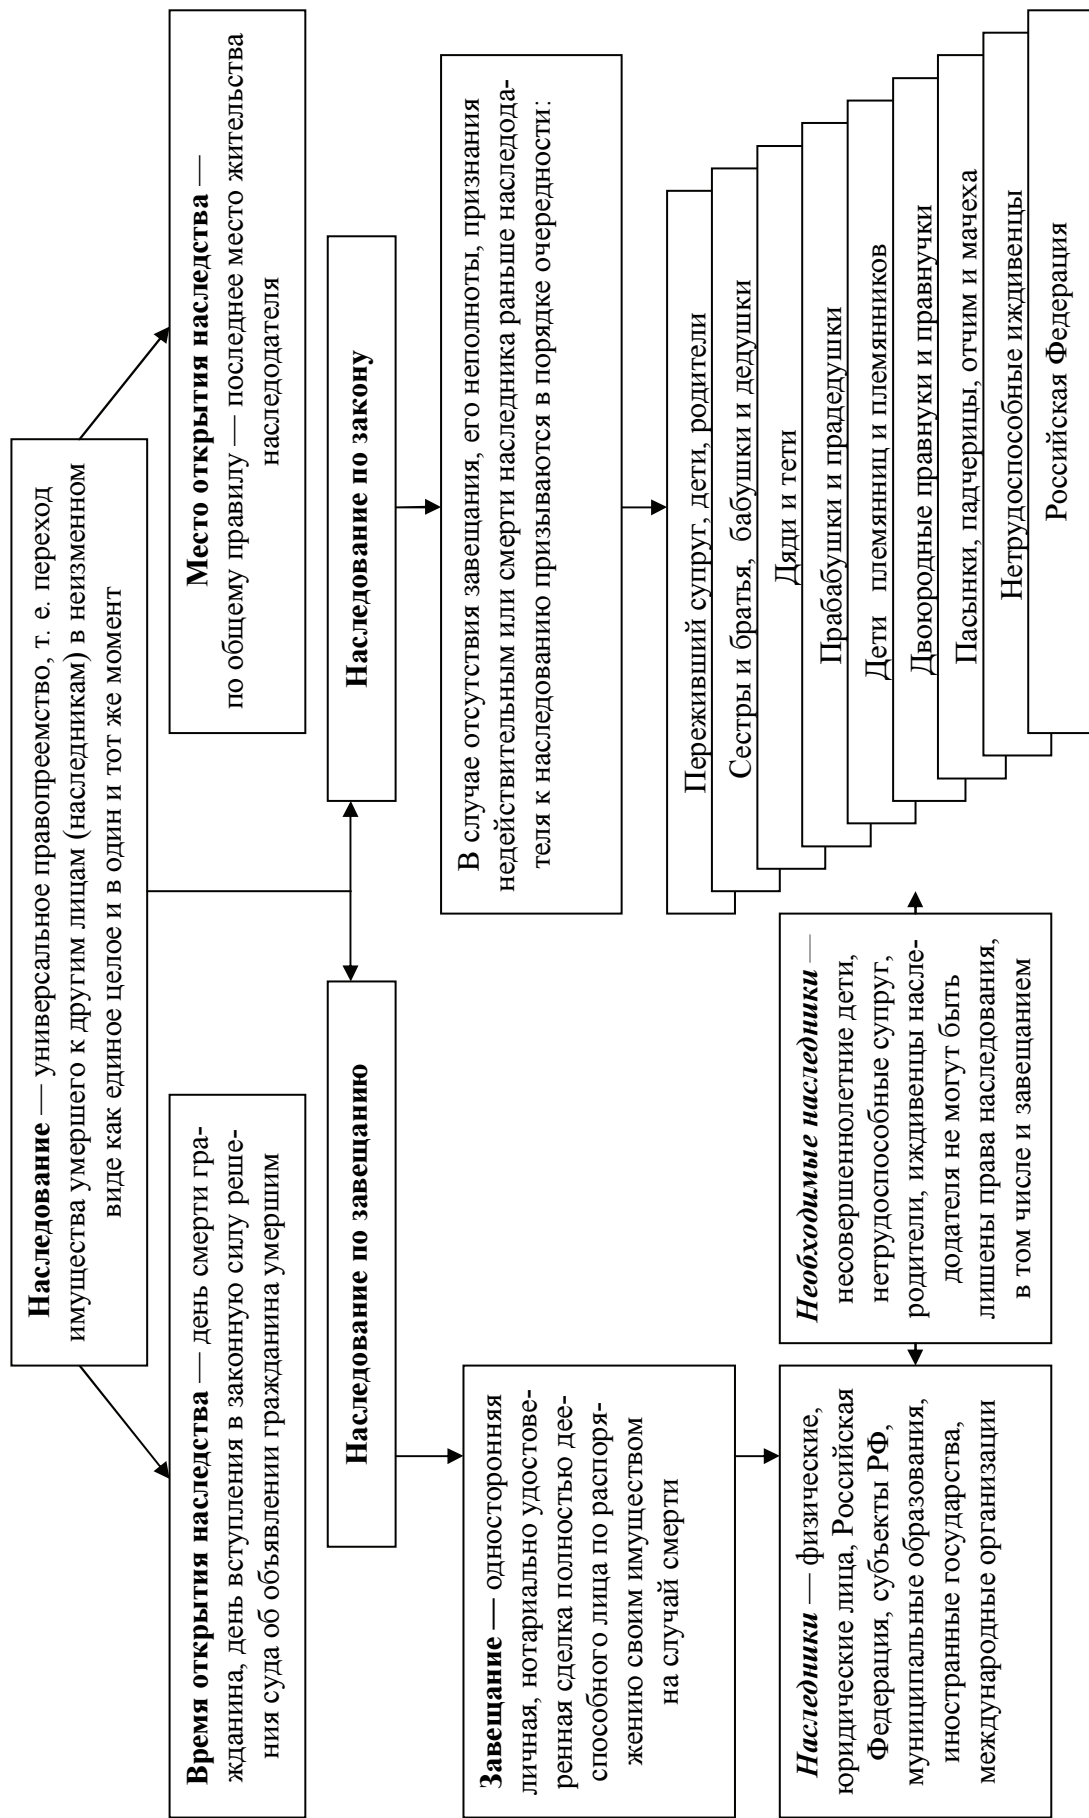 Наследование — универсальное правопреемство, т. е. переход
имущества умершего к другим лицам (наследникам) в неизменном
виде как единое целое и в один и тот же момент
Время открытия наследства — день смерти гра-
жданина, день вступления в законную силу реше-
ния суда об объявлении гражданина умершим
Место открытия наследства —
по общему правилу — последнее место жительства
наследодателя
Наследование по завещанию
Наследование по закону
Завещание — односторонняя
личная, нотариально удостове-
ренная сделка полностью дее-
способного лица по распоря-
жению своим имуществом
на случай смерти
В случае отсутствия завещания, его неполноты, признания
недействительным или смерти наследника раньше наследода-
теля к наследованию призываются в порядке очередности:
Наследники — физические,
юридические лица, Российская
Федерация, субъекты РФ,
муниципальные образования,
иностранные государства,
международные организации
Необходимые наследники —
несовершеннолетние дети,
нетрудоспособные супруг,
родители, иждивенцы насле-
додателя не могут быть
лишены права наследования,
в том числе и завещанием
Переживший супруг, дети, родители
Сестры и братья, бабушки и дедушки
Дяди и тети
Прабабушки и прадедушки
Дети племянниц и племянников
Двоюродные правнуки и правнучки
Пасынки, падчерицы, отчим и мачеха
Нетрудоспособные иждивенцы
Российская Федерация